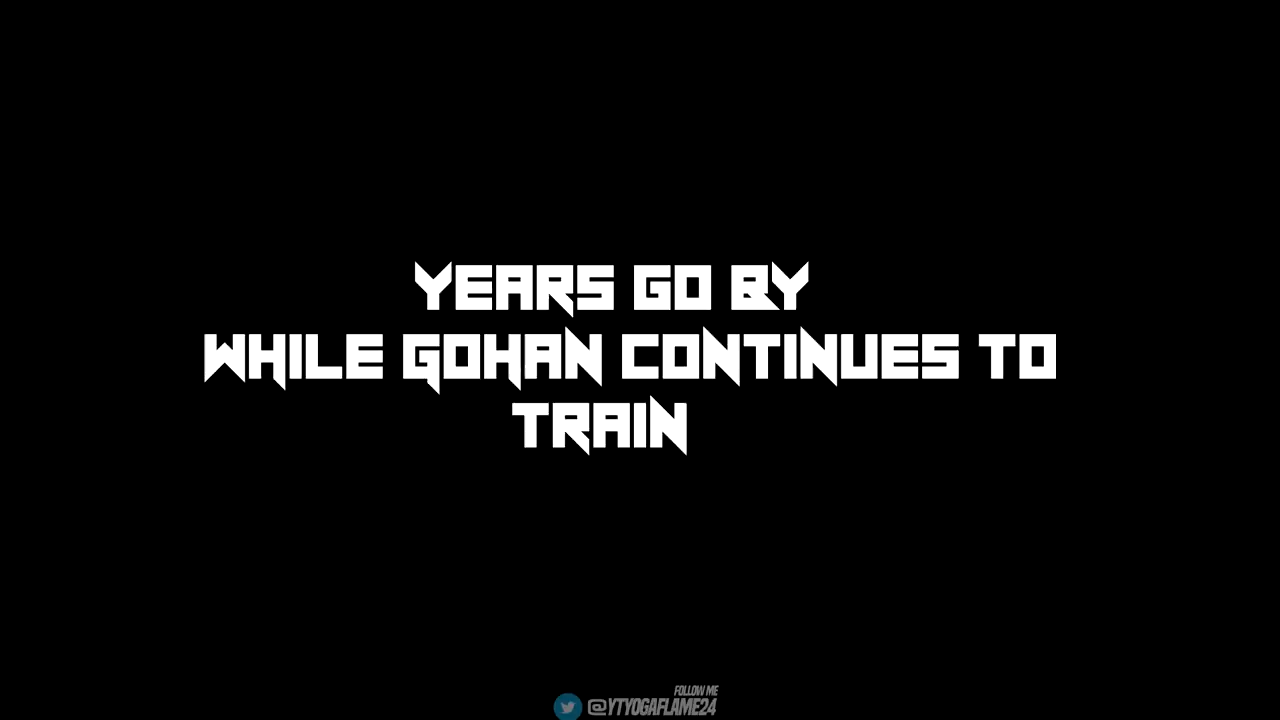 YEARS GO BY
WHILE GOHAN CONTINUES TO
TRAIN
FOLLOW ME
@YTYOGAFLAME24